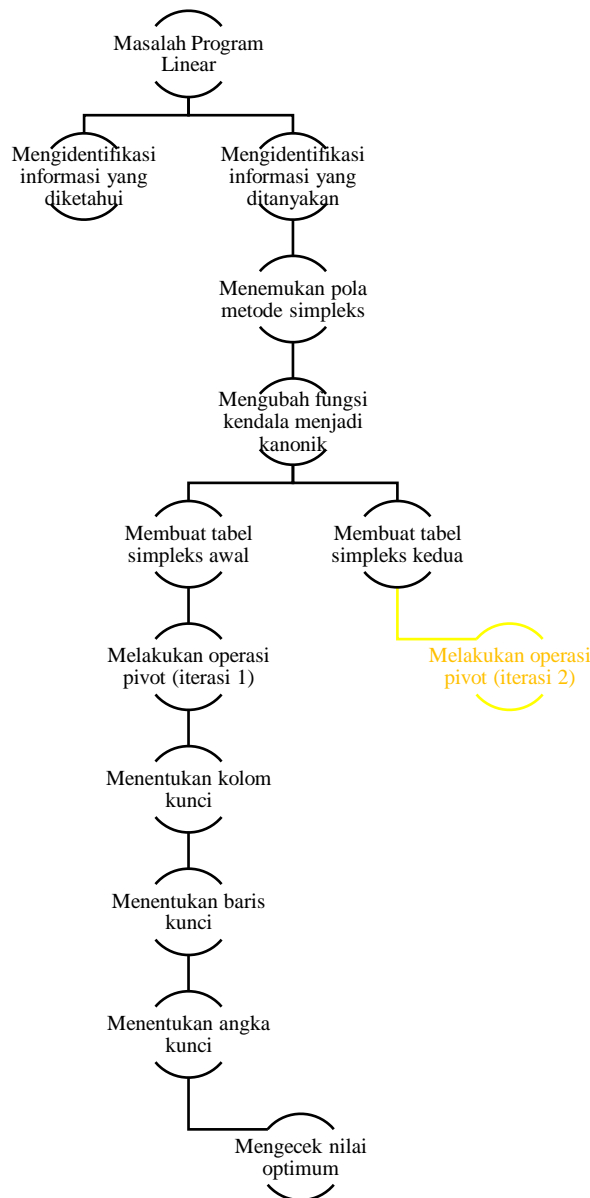 Masalah Program
Linear
Mengidentifikasi
informasi yang
diketahui
Mengidentifikasi
informasi yang
ditanyakan
Menemukan pola
metode simpleks
Mengubah fungsi
kendala menjadi
kanonik
Membuat tabel
simpleks awal
Membuat tabel
simpleks kedua
Melakukan operasi
pivot (iterasi 1)
Melakukan operasi
pivot (iterasi 2)
Menentukan kolom
kunci
Menentukan baris
kunci
Menentukan angka
kunci
Mengecek nilai
optimum